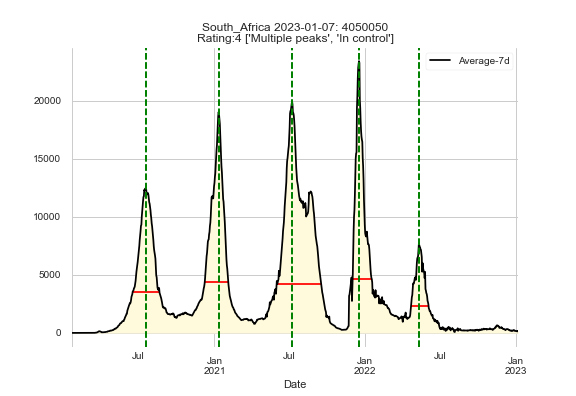 South_Africa 2023-01-07: 4050050
Rating:4 ['Multiple peaks', 'In control']
Average-7d
20000
15000
10000
5000
0
Jul
Jan
2021
Jul
Jan
2022
Jul
Jan
2023
Date